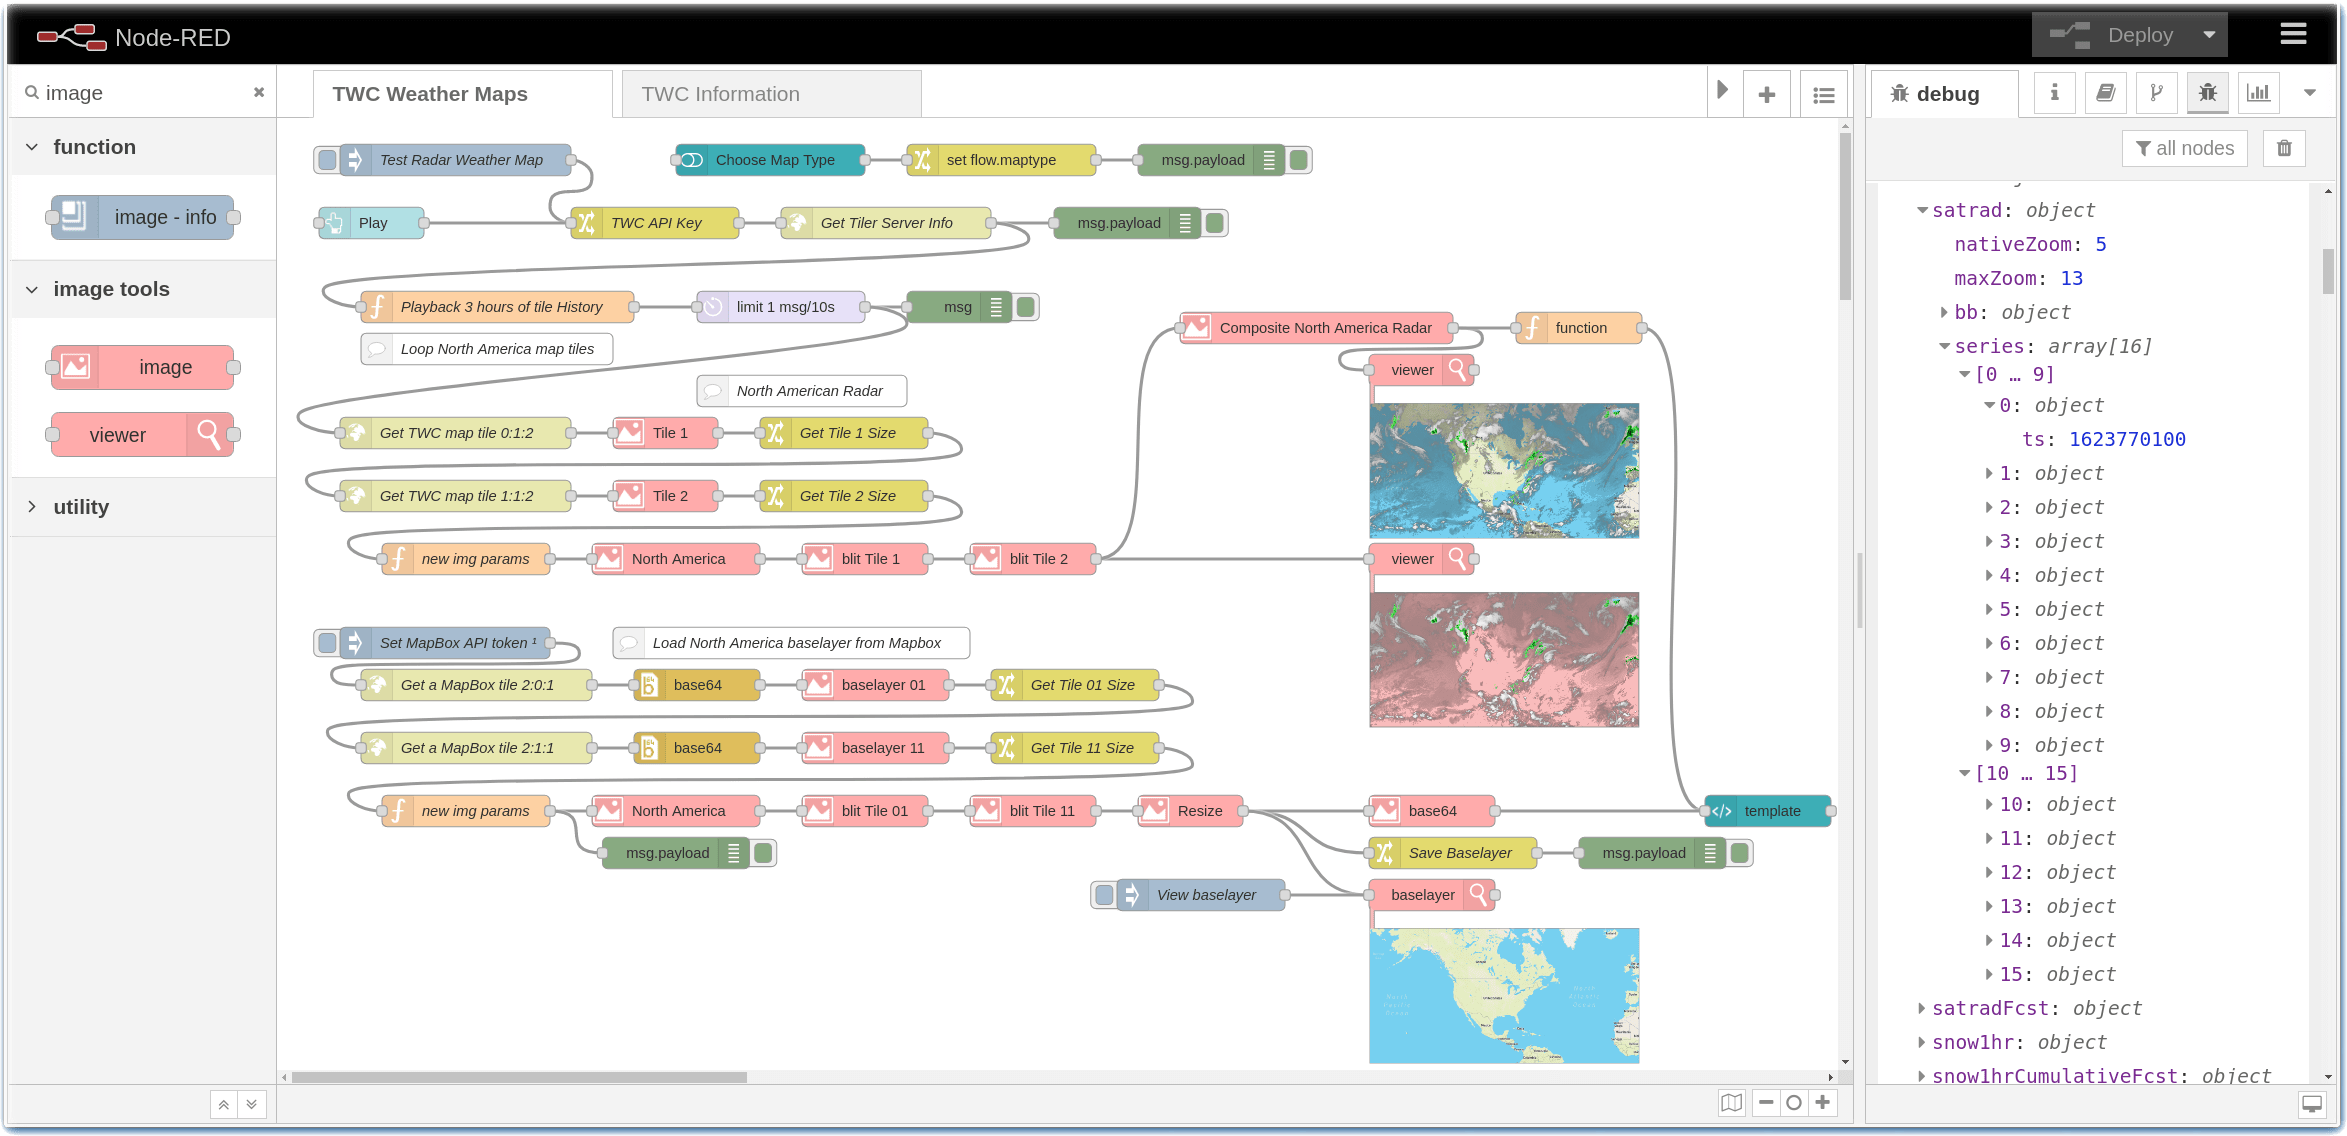 Node-RED
Deploy
image
TWC Weather Maps
TWC Information
debug
function
image - info
image tools
image
viewer
utility
Test Radar Weather Map
Choose Map Type
set flow.maptype
msg.payload
Play
TWC API Key
Get Tiler Server Info
msg.payload
Playback 3 hours of tile History
limit 1 msg/10s
msg
Loop North America map tiles
Composite North America Radar
function
viewer
North American Radar
Get TWC map tile 0:1:2
Tile 1
Get Tile 1 Size
Get TWC map tile 1:1:2
Tile 2
Get Tile 2 Size
new img params
North America
blit Tile 1
blit Tile 2
viewer
Set MapBox API token ¹
Load North America baselayer from Mapbox
Get a MapBox tile 2:0:1
base64
baselayer 01
Get Tile 01 Size
Get a MapBox tile 2:1:1
base64
baselayer 11
Get Tile 11 Size
new img params
North America
blit Tile 01
blit Tile 11
Resize
base64
template
msg.payload
Save Baselayer
msg.payload
View baselayer
baselayer
all nodes
satrad: object
nativeZoom: 5
maxZoom: 13
bb: object
series: array[16]
[0 … 9]
0: object
ts: 1623770100
1: object
2: object
3: object
4: object
5: object
6: object
7: object
8: object
9: object
[10 … 15]
10: object
11: object
12: object
13: object
14: object
15: object
satradFcst: object
snow1hr: object
snow1hrCumulativeFcst: object